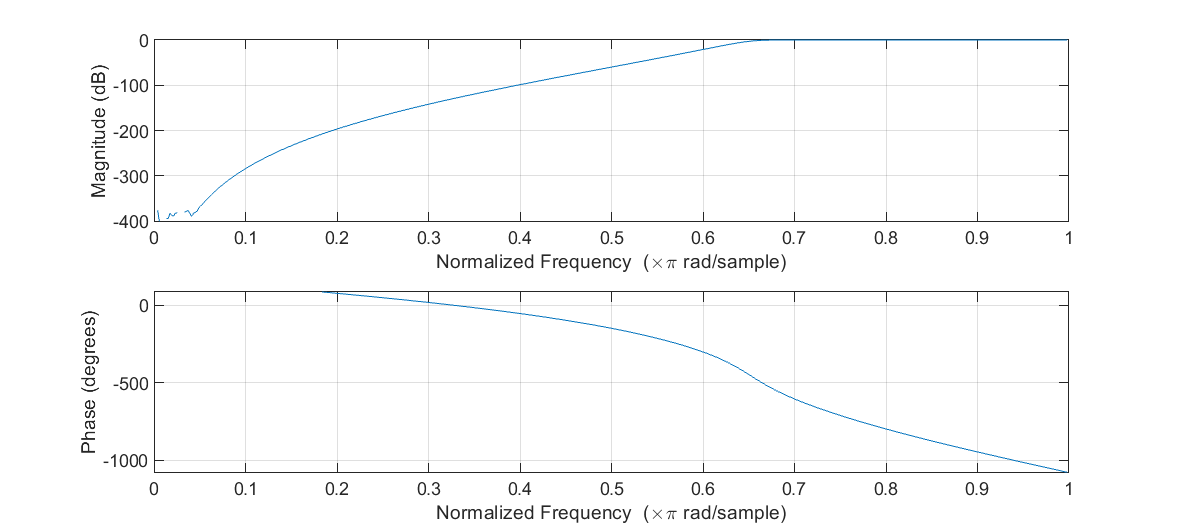 0
-100
-200
-300
-400
Magnitude (dB)
0 0.1 0.2 0.3 0.4 0.5 0.6 0.7 0.8 0.9 1
Normalized Frequency (×π rad/sample)
0
-500
-1000
Phase (degrees)
0 0.1 0.2 0.3 0.4 0.5 0.6 0.7 0.8 0.9 1
Normalized Frequency (×π rad/sample)